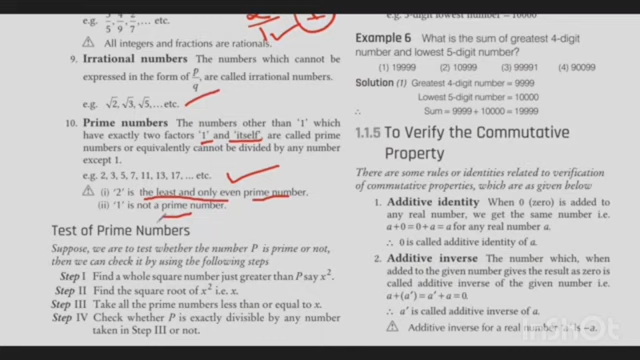 3/5, 4/9, 2/7, ... etc.
⚠ All integers and fractions are rationals.
9. Irrational numbers The numbers which cannot be
expressed in the form of p/q are called irrational numbers.
e.g. √2, √3, √5, ... etc.
10. Prime numbers The numbers other than '1'
which have exactly two factors '1' and 'itself' are called prime
numbers or equivalently cannot be divided by any number
except 1.
e.g. 2, 3, 5, 7, 11, 13, 17, ... etc.
⚠ (i) '2' is the least and only even prime number.
(ii) '1' is not a prime number.
Test of Prime Numbers
Suppose, we are to test whether the number P is prime or not,
then we can check it by using the following steps
Step I Find a whole square number just greater than P say x².
Step II Find the square root of x² i.e. x.
Step III Take all the prime numbers less than or equal to x.
Step IV Check whether P is exactly divisible by any number
taken in Step III or not.
lowest number = 10000
Example 6 What is the sum of greatest 4-digit
number and lowest 5-digit number?
(1) 19999 (2) 10999 (3) 99991 (4) 90099
Solution (1) Greatest 4-digit number = 9999
Lowest 5-digit number = 10000
∴ Sum = 9999 + 10000 = 19999
1.1.5 To Verify the Commutative
Property
There are some rules or identities related to verification
of commutative properties, which are as given below
1. Additive identity When 0 (zero) is added to
any real number, we get the same number i.e.
a + 0 = 0 + a = a for any real number a.
∴ 0 is called additive identity of a.
2. Additive inverse The number which, when
added to the given number gives the result as zero is
called additive inverse of the given number i.e.
a + (a') = a' + a = 0.
∴ a' is called additive inverse of a.
⚠ Additive inverse for a real number 'a' is -a.
InShot